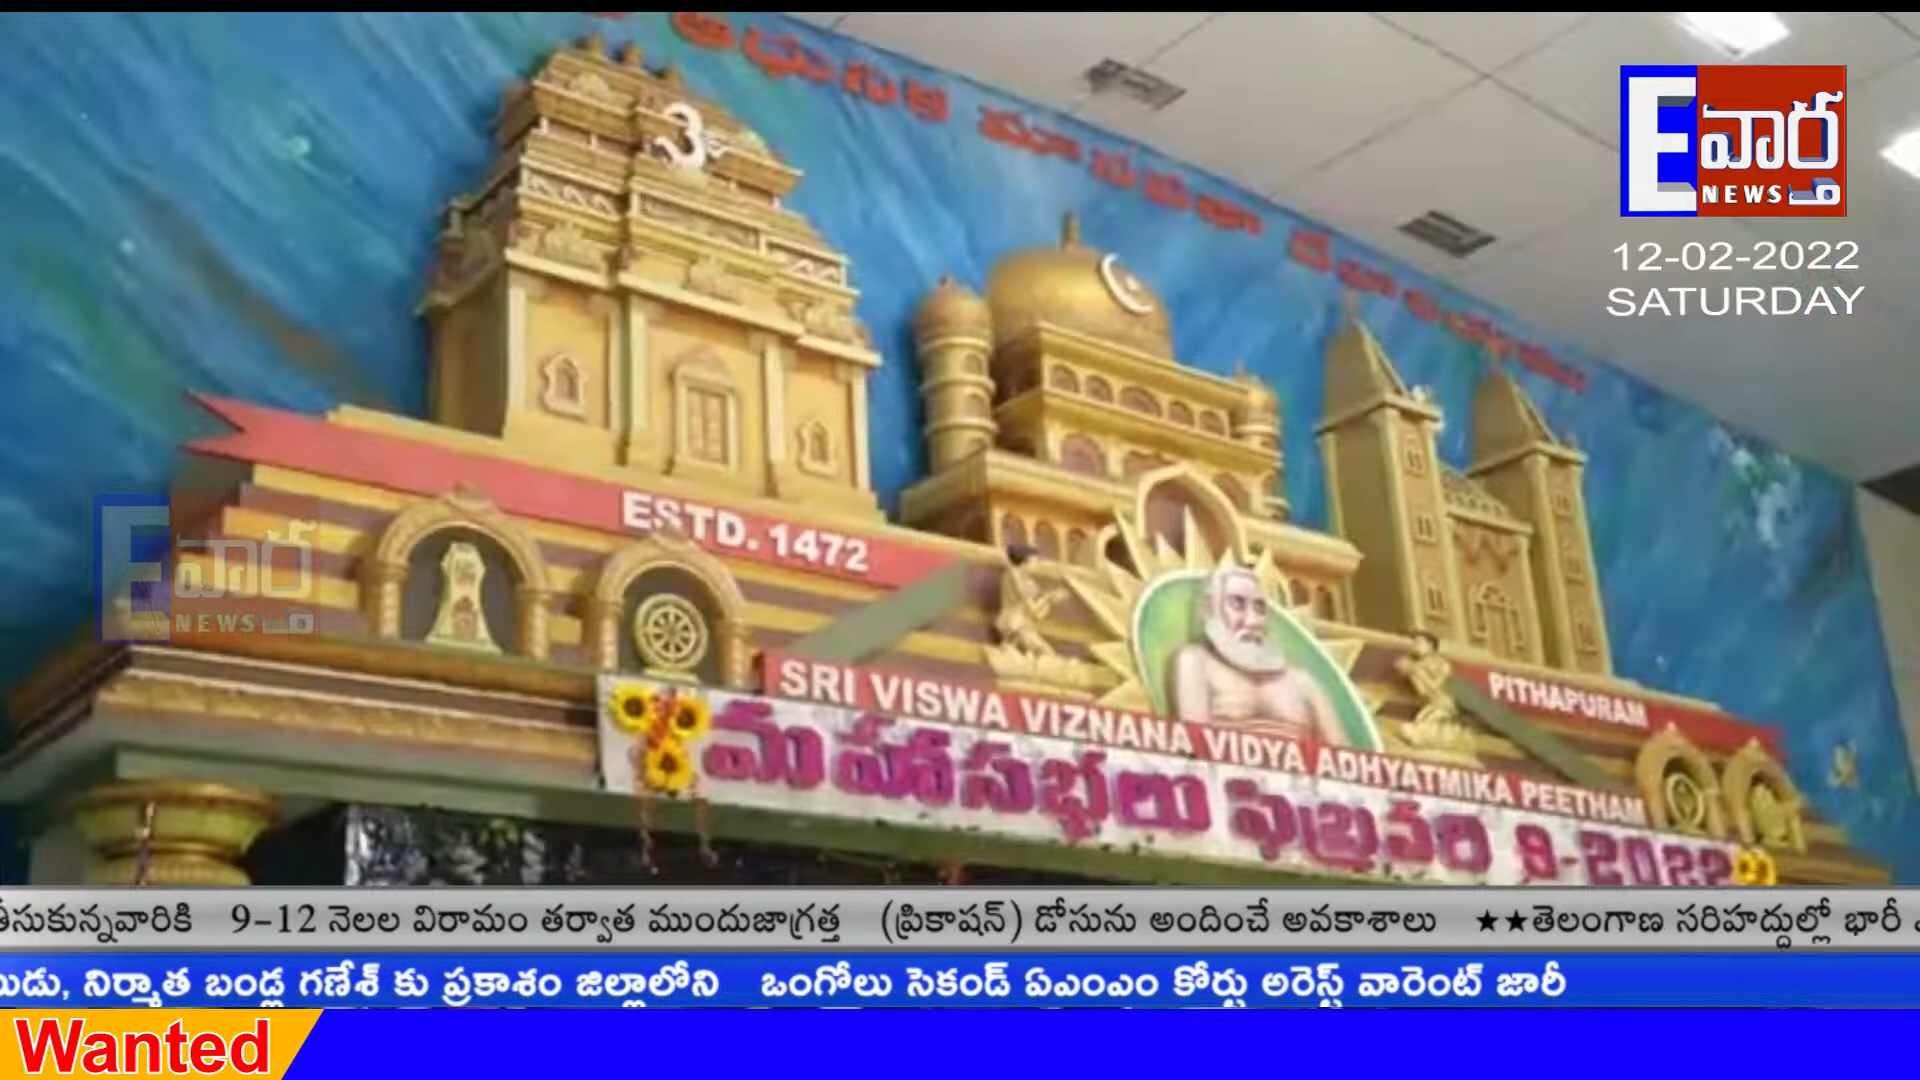 E వార్త
NEWS
12-02-2022
SATURDAY
E వార్త
NEWS
ESTD. 1472
SRI VISWA VIZNANA VIDYA ADHYATMIKA PEETHAM
PITHAPURAM
మహాసభలు ఫిబ్రవరి 9-2022
తీసుకున్నవారికి 9-12 నెలల విరామం తర్వాత ముందుజాగ్రత్త (ప్రికాషన్) డోసును అందించే అవకాశాలు ★★తెలంగాణ సరిహద్దుల్లో భారీ
నిర్మాత బండ్ల గణేశ్ కు ప్రకాశం జిల్లాలోని ఒంగోలు సెకండ్ ఏఎంఎం కోర్టు అరెస్ట్ వారెంట్ జారీ
Wanted